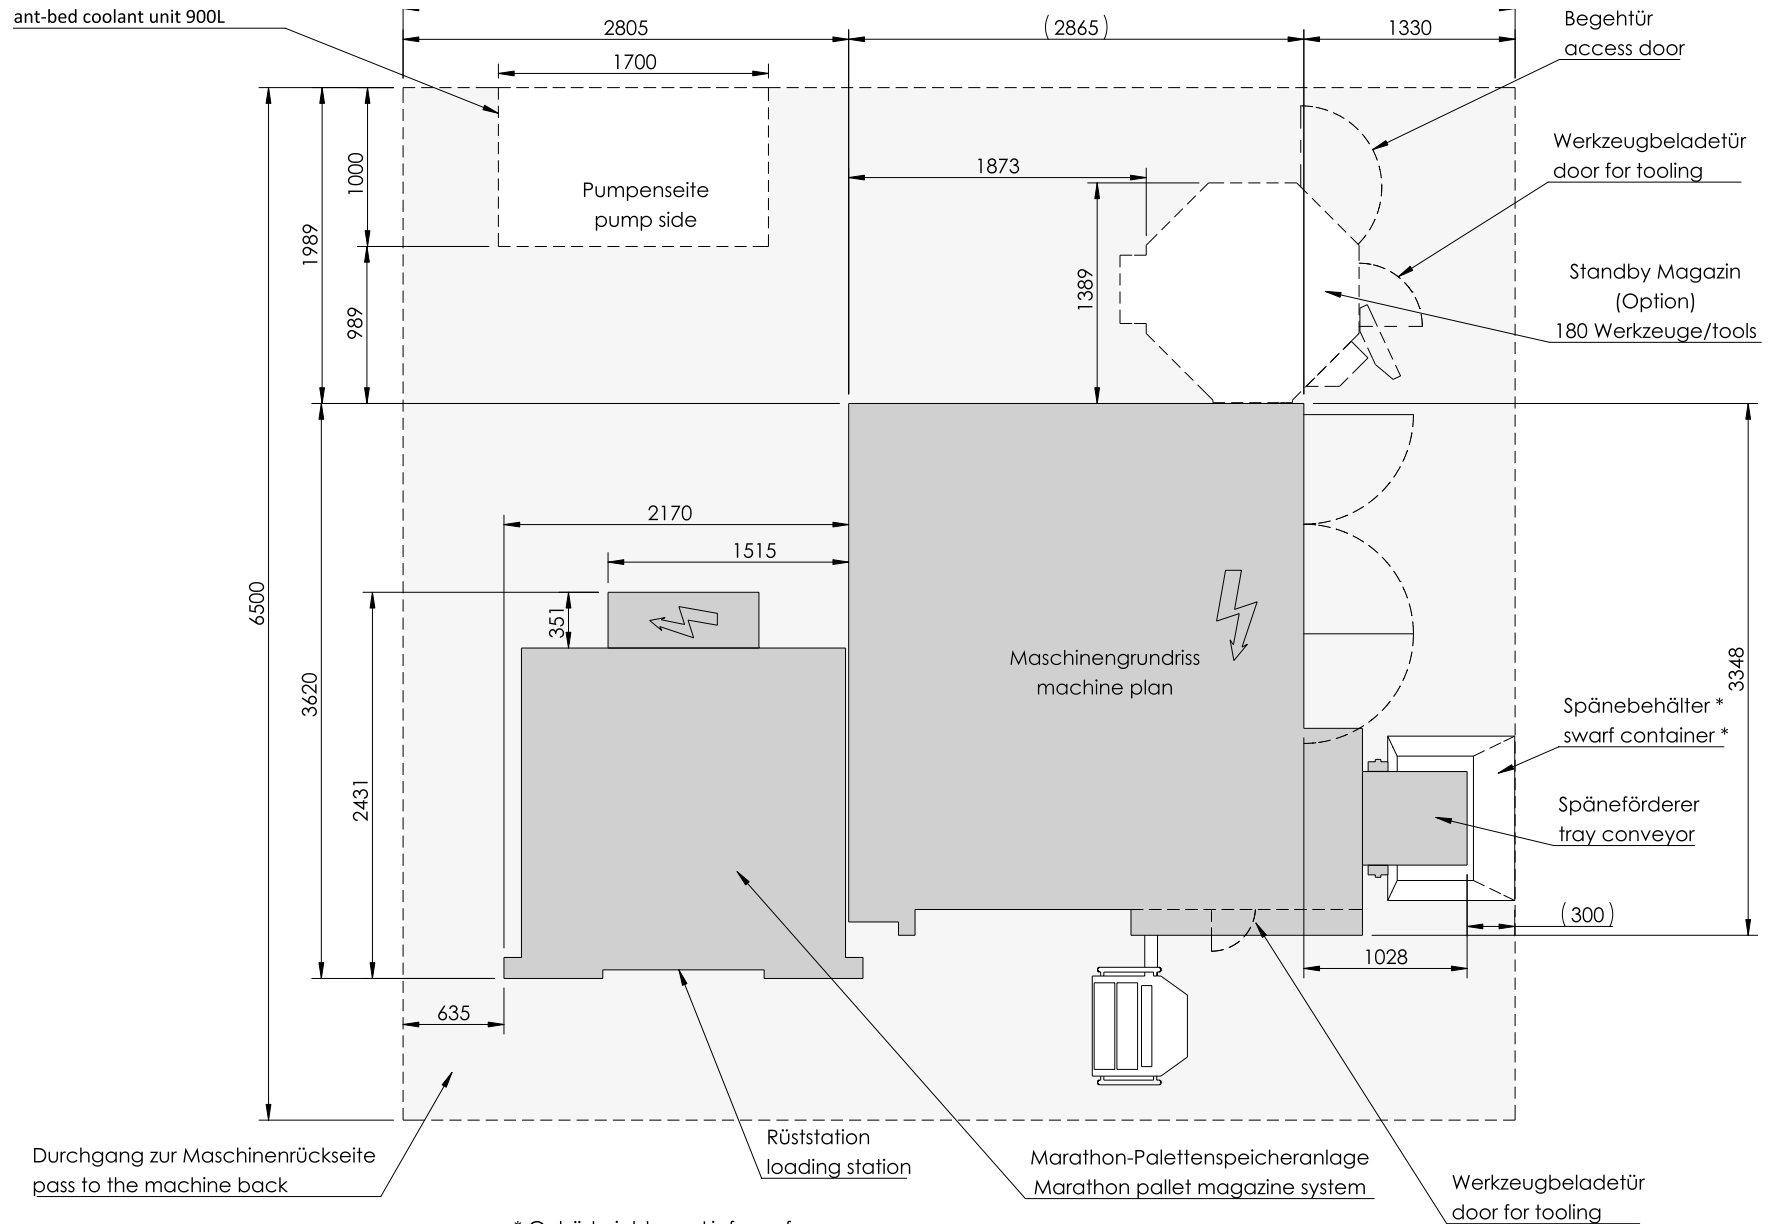 ant-bed coolant unit 900L
2805
(2865)
1330
Begehtür
access door
1700
Werkzeugbeladetür
door for tooling
1000
Pumpenseite
pump side
1873
1989
989
1389
Standby Magazin
(Option)
180 Werkzeuge/tools
2170
1515
6500
351
3620
2431
Maschinengrundriss
machine plan
3348
Spänebehälter *
swarf container *
Späneförderer
tray conveyor
(300)
1028
635
Durchgang zur Maschinenrückseite
pass to the machine back
Rüststation
loading station
Marathon-Palettenspeicheranlage
Marathon pallet magazine system
Werkzeugbeladetür
door for tooling